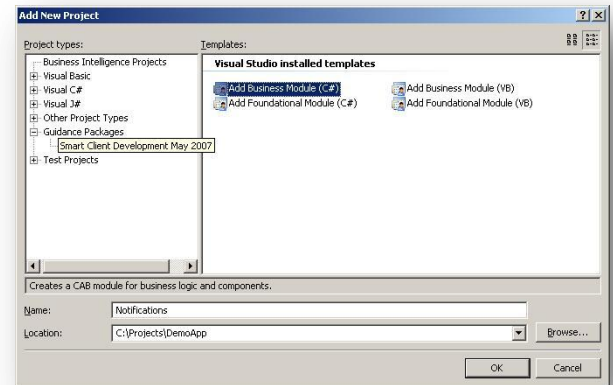 Add New Project
Project types:
Templates:
Business Intelligence Projects
Visual Basic
Visual C#
Visual J#
Other Project Types
Guidance Packages
Smart Client Development May 2007
Test Projects
Visual Studio installed templates
Add Business Module (C#)
Add Business Module (VB)
Add Foundational Module (C#)
Add Foundational Module (VB)
Creates a CAB module for business logic and components.
Name:
Notifications
Location:
C:\Projects\DemoApp
Browse...
OK
Cancel